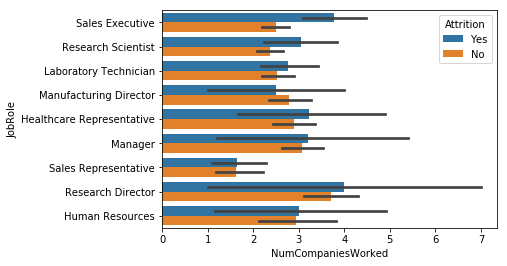 Sales Executive
Research Scientist
Laboratory Technician
Manufacturing Director
Healthcare Representative
Manager
Sales Representative
Research Director
Human Resources
JobRole
Attrition
Yes
No
0 1 2 3 4 5 6 7
NumCompaniesWorked